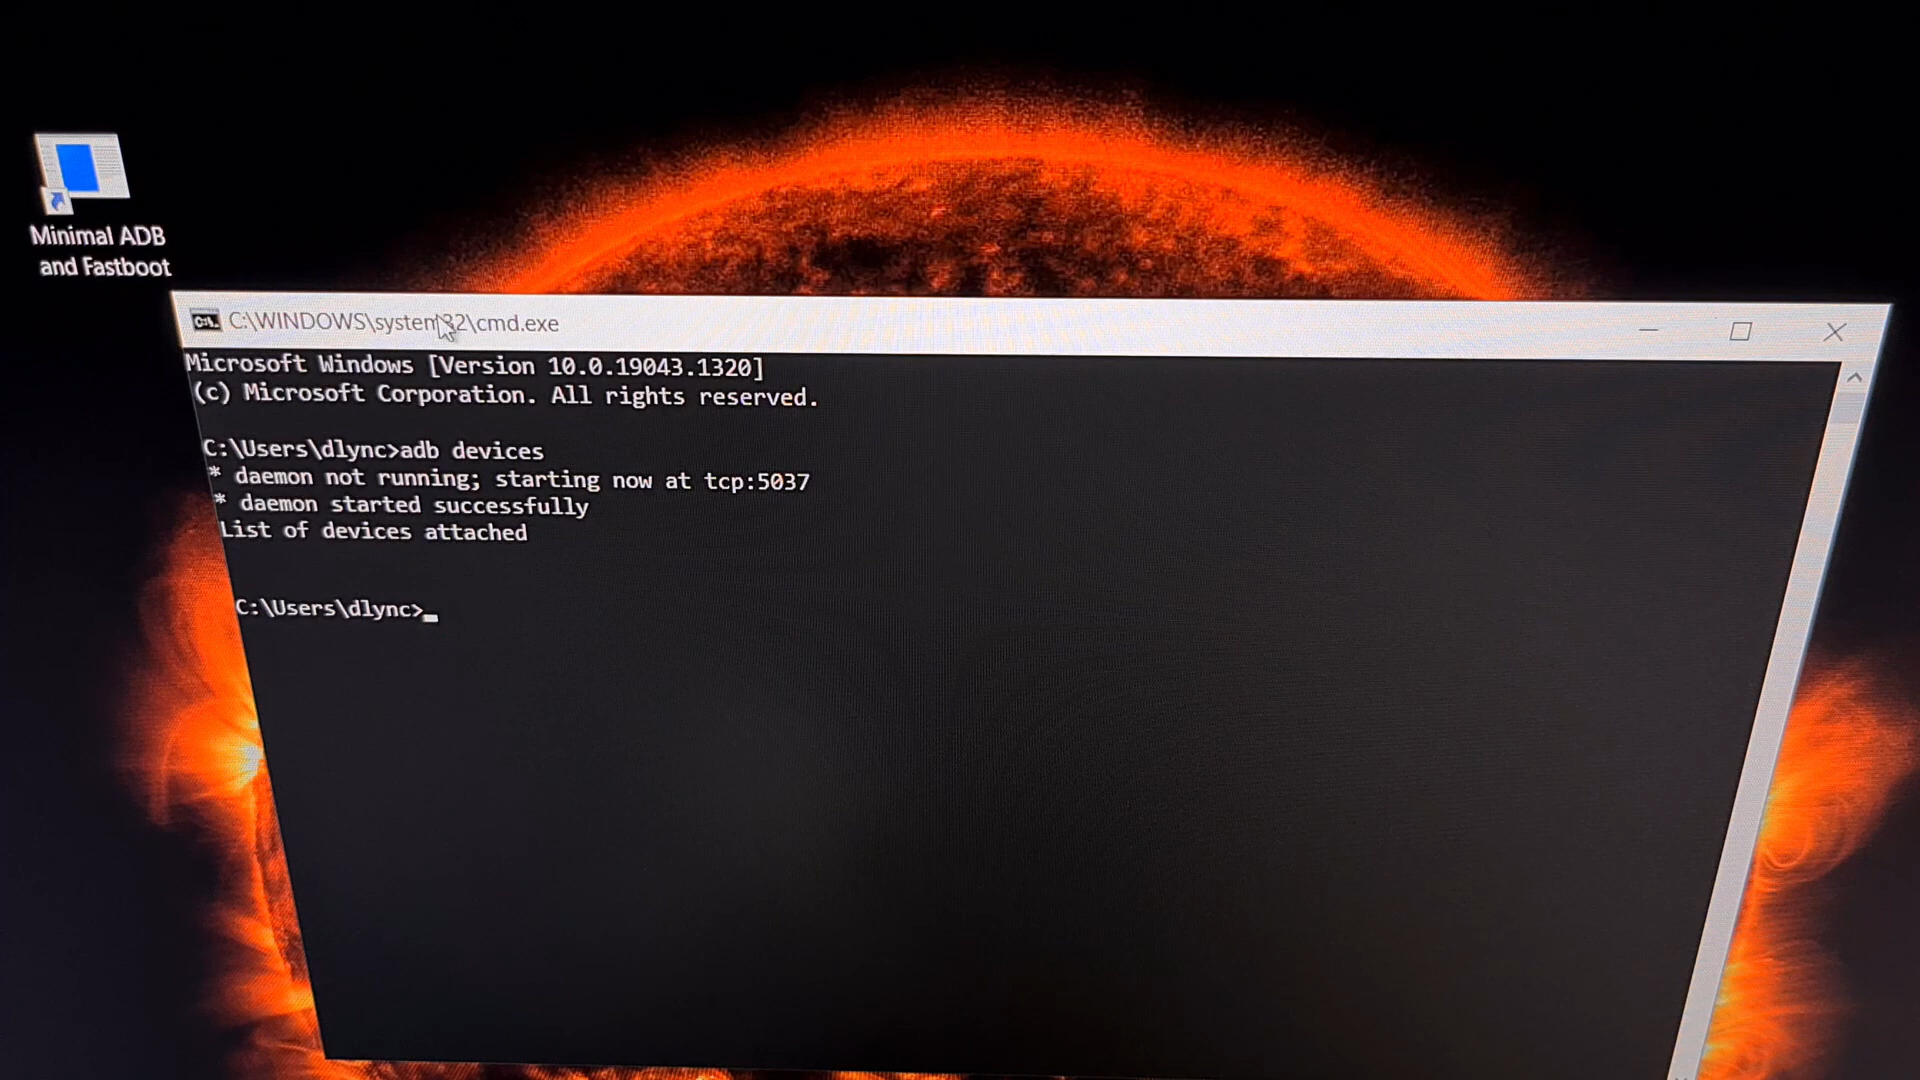 Minimal ADB
and Fastboot
C:\WINDOWS\system32\cmd.exe
Microsoft Windows [Version 10.0.19043.1320]
(c) Microsoft Corporation. All rights reserved.
C:\Users\dlync>adb devices
* daemon not running; starting now at tcp:5037
* daemon started successfully
List of devices attached
C:\Users\dlync>